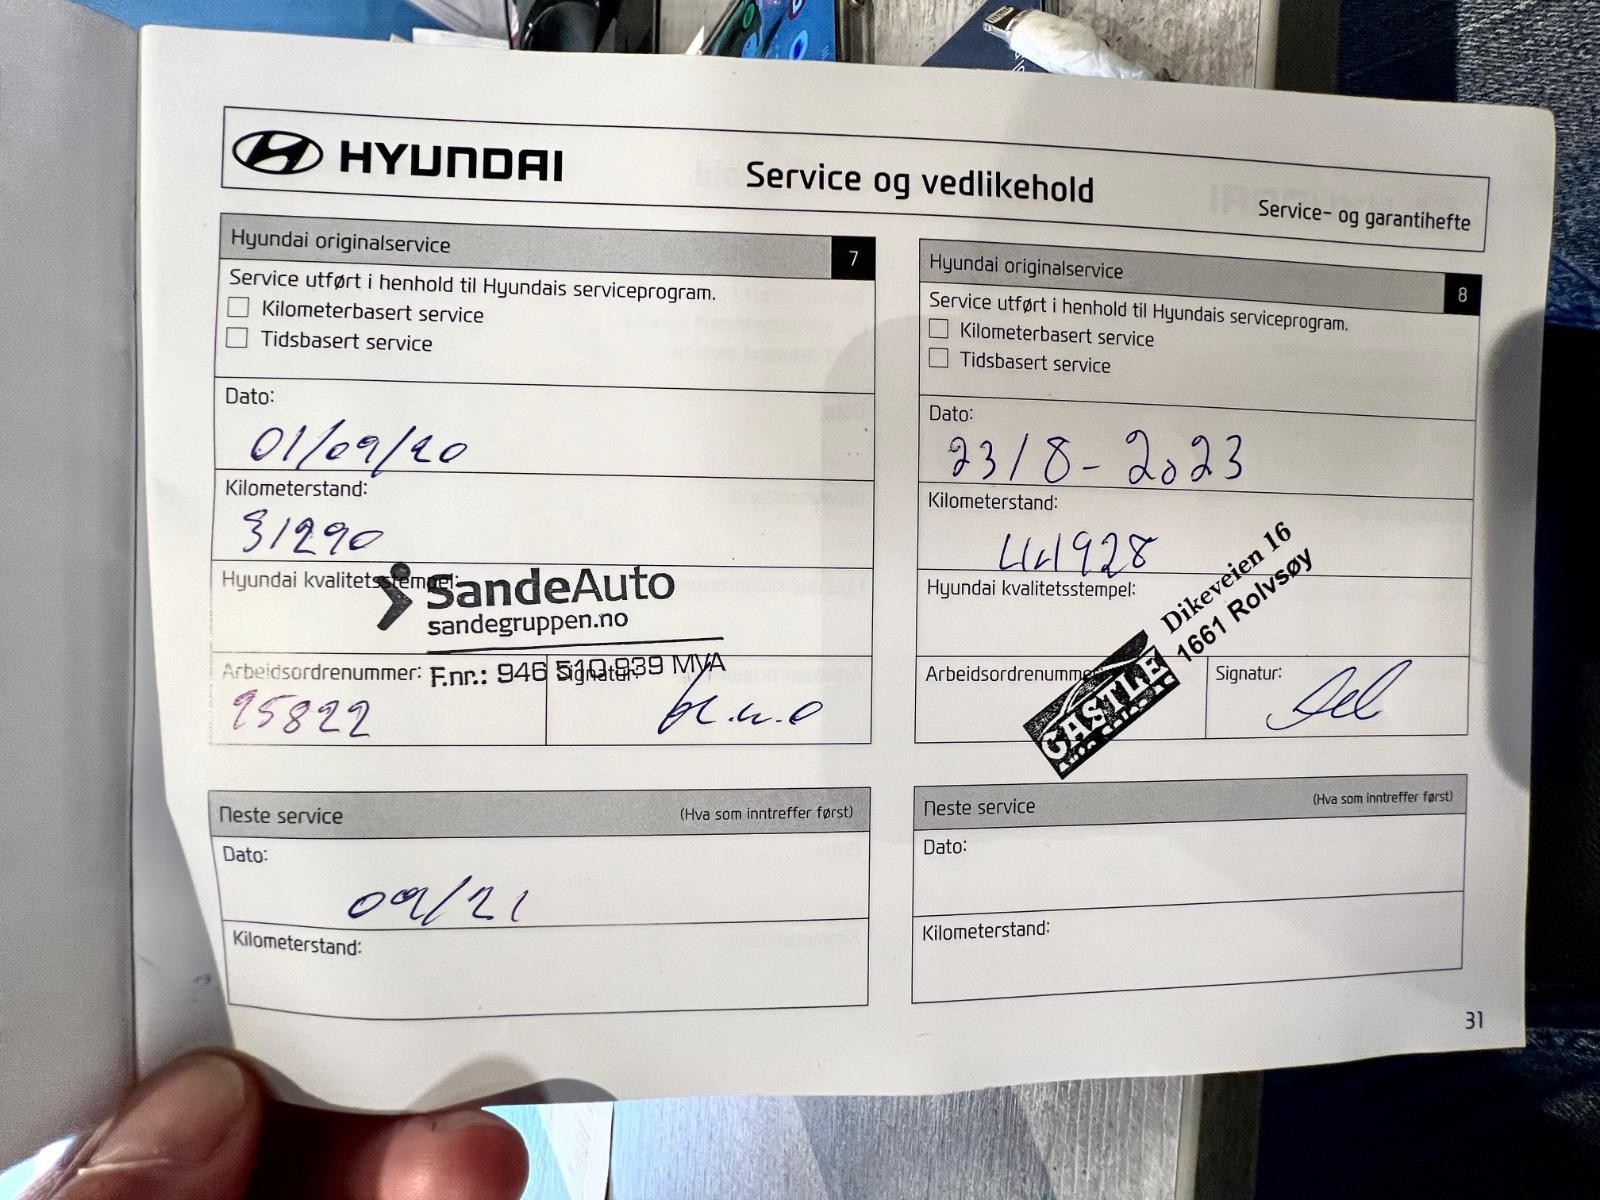 HYUNDAI
Service og vedlikehold
Service- og garantihefte
Hyundai originalservice
7
Service utført i henhold til Hyundais serviceprogram.
Kilometerbasert service
Tidsbasert service
Dato:
01/09/20
Kilometerstand:
31290
Hyundai kvalitetsstempel:
SandeAuto
sandegruppen.no
F.nr.: 946 510 939 MVA
Arbeidsordrenummer:
95822
Signatur:
Neste service
(Hva som inntreffer først)
Dato:
09/21
Kilometerstand:
Hyundai originalservice
8
Service utført i henhold til Hyundais serviceprogram.
Kilometerbasert service
Tidsbasert service
Dato:
23/8-2023
Kilometerstand:
44928
Hyundai kvalitetsstempel:
Dikeveien 16
1661 Rolvsøy
CASTLE
Arbeidsordrenummer
Signatur:
Neste service
(Hva som inntreffer først)
Dato:
Kilometerstand:
31